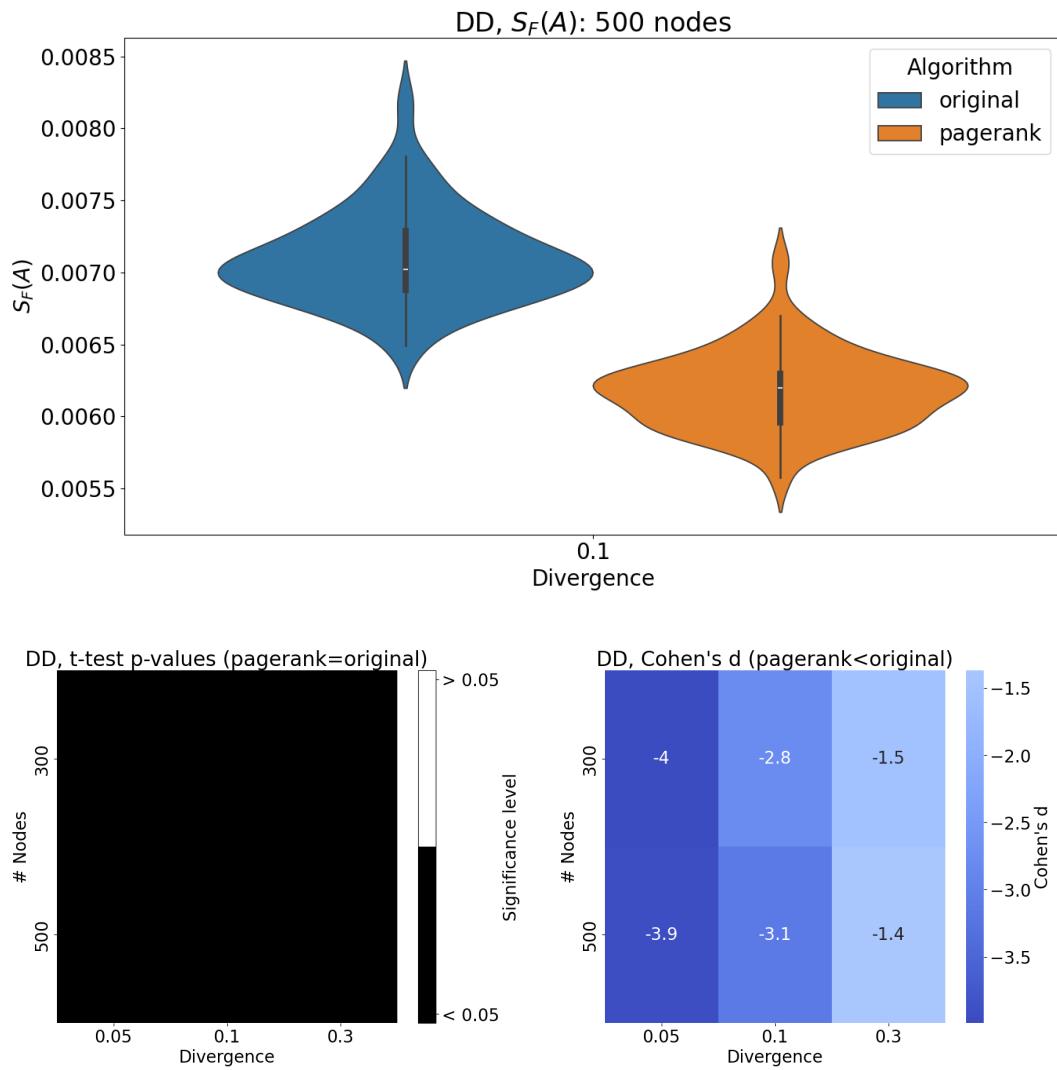 DD, S_F(A): 500 nodes
0.0085
0.0080
0.0075
0.0070
0.0065
0.0060
0.0055
S_F(A)
Algorithm
original
pagerank
0.1
Divergence
DD, t-test p-values (pagerank=original)
300
500
# Nodes
0.05
0.1
0.3
Divergence
> 0.05
< 0.05
Significance level
DD, Cohen's d (pagerank<original)
300
500
# Nodes
-4
-2.8
-1.5
-3.9
-3.1
-1.4
0.05
0.1
0.3
Divergence
−1.5
−2.0
−2.5
−3.0
−3.5
Cohen's d